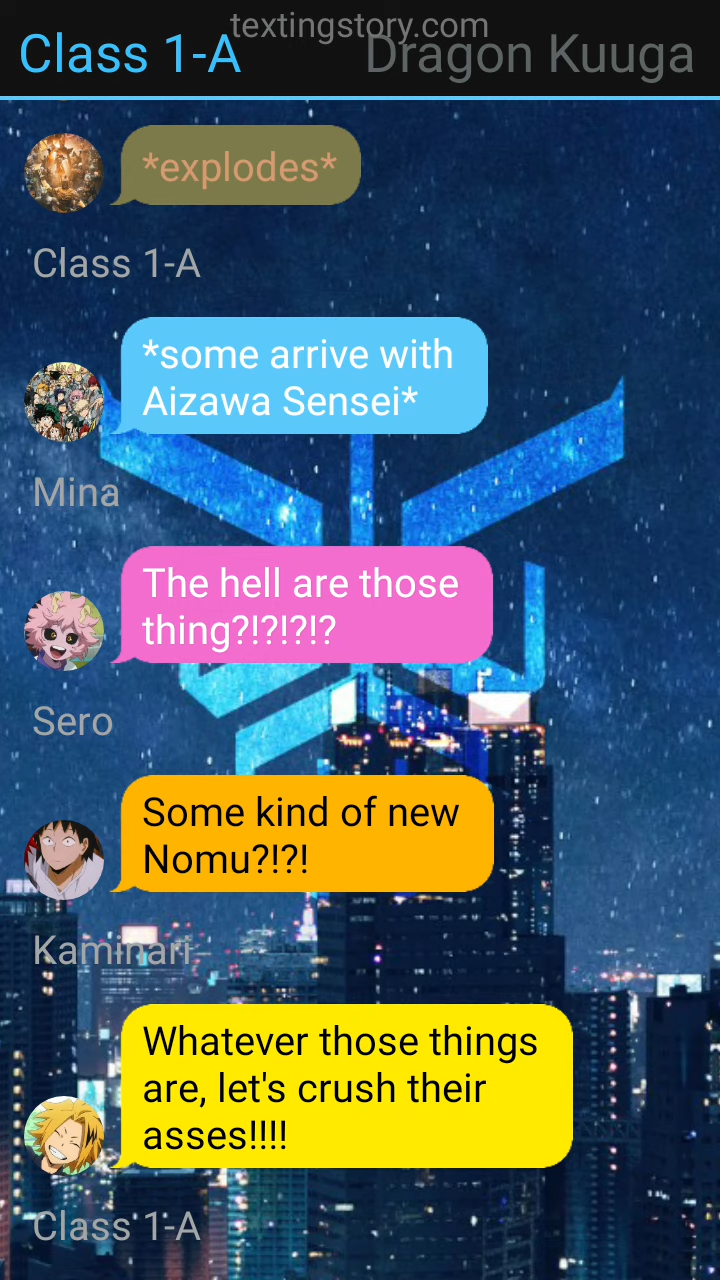 textingstory.com
Class 1-A
Dragon Kuuga
*explodes*
Class 1-A
*some arrive with
Aizawa Sensei*
Mina
The hell are those
thing?!?!?!?
Sero
Some kind of new
Nomu?!?!
Kaminari
Whatever those things
are, let's crush their
asses!!!!
Class 1-A